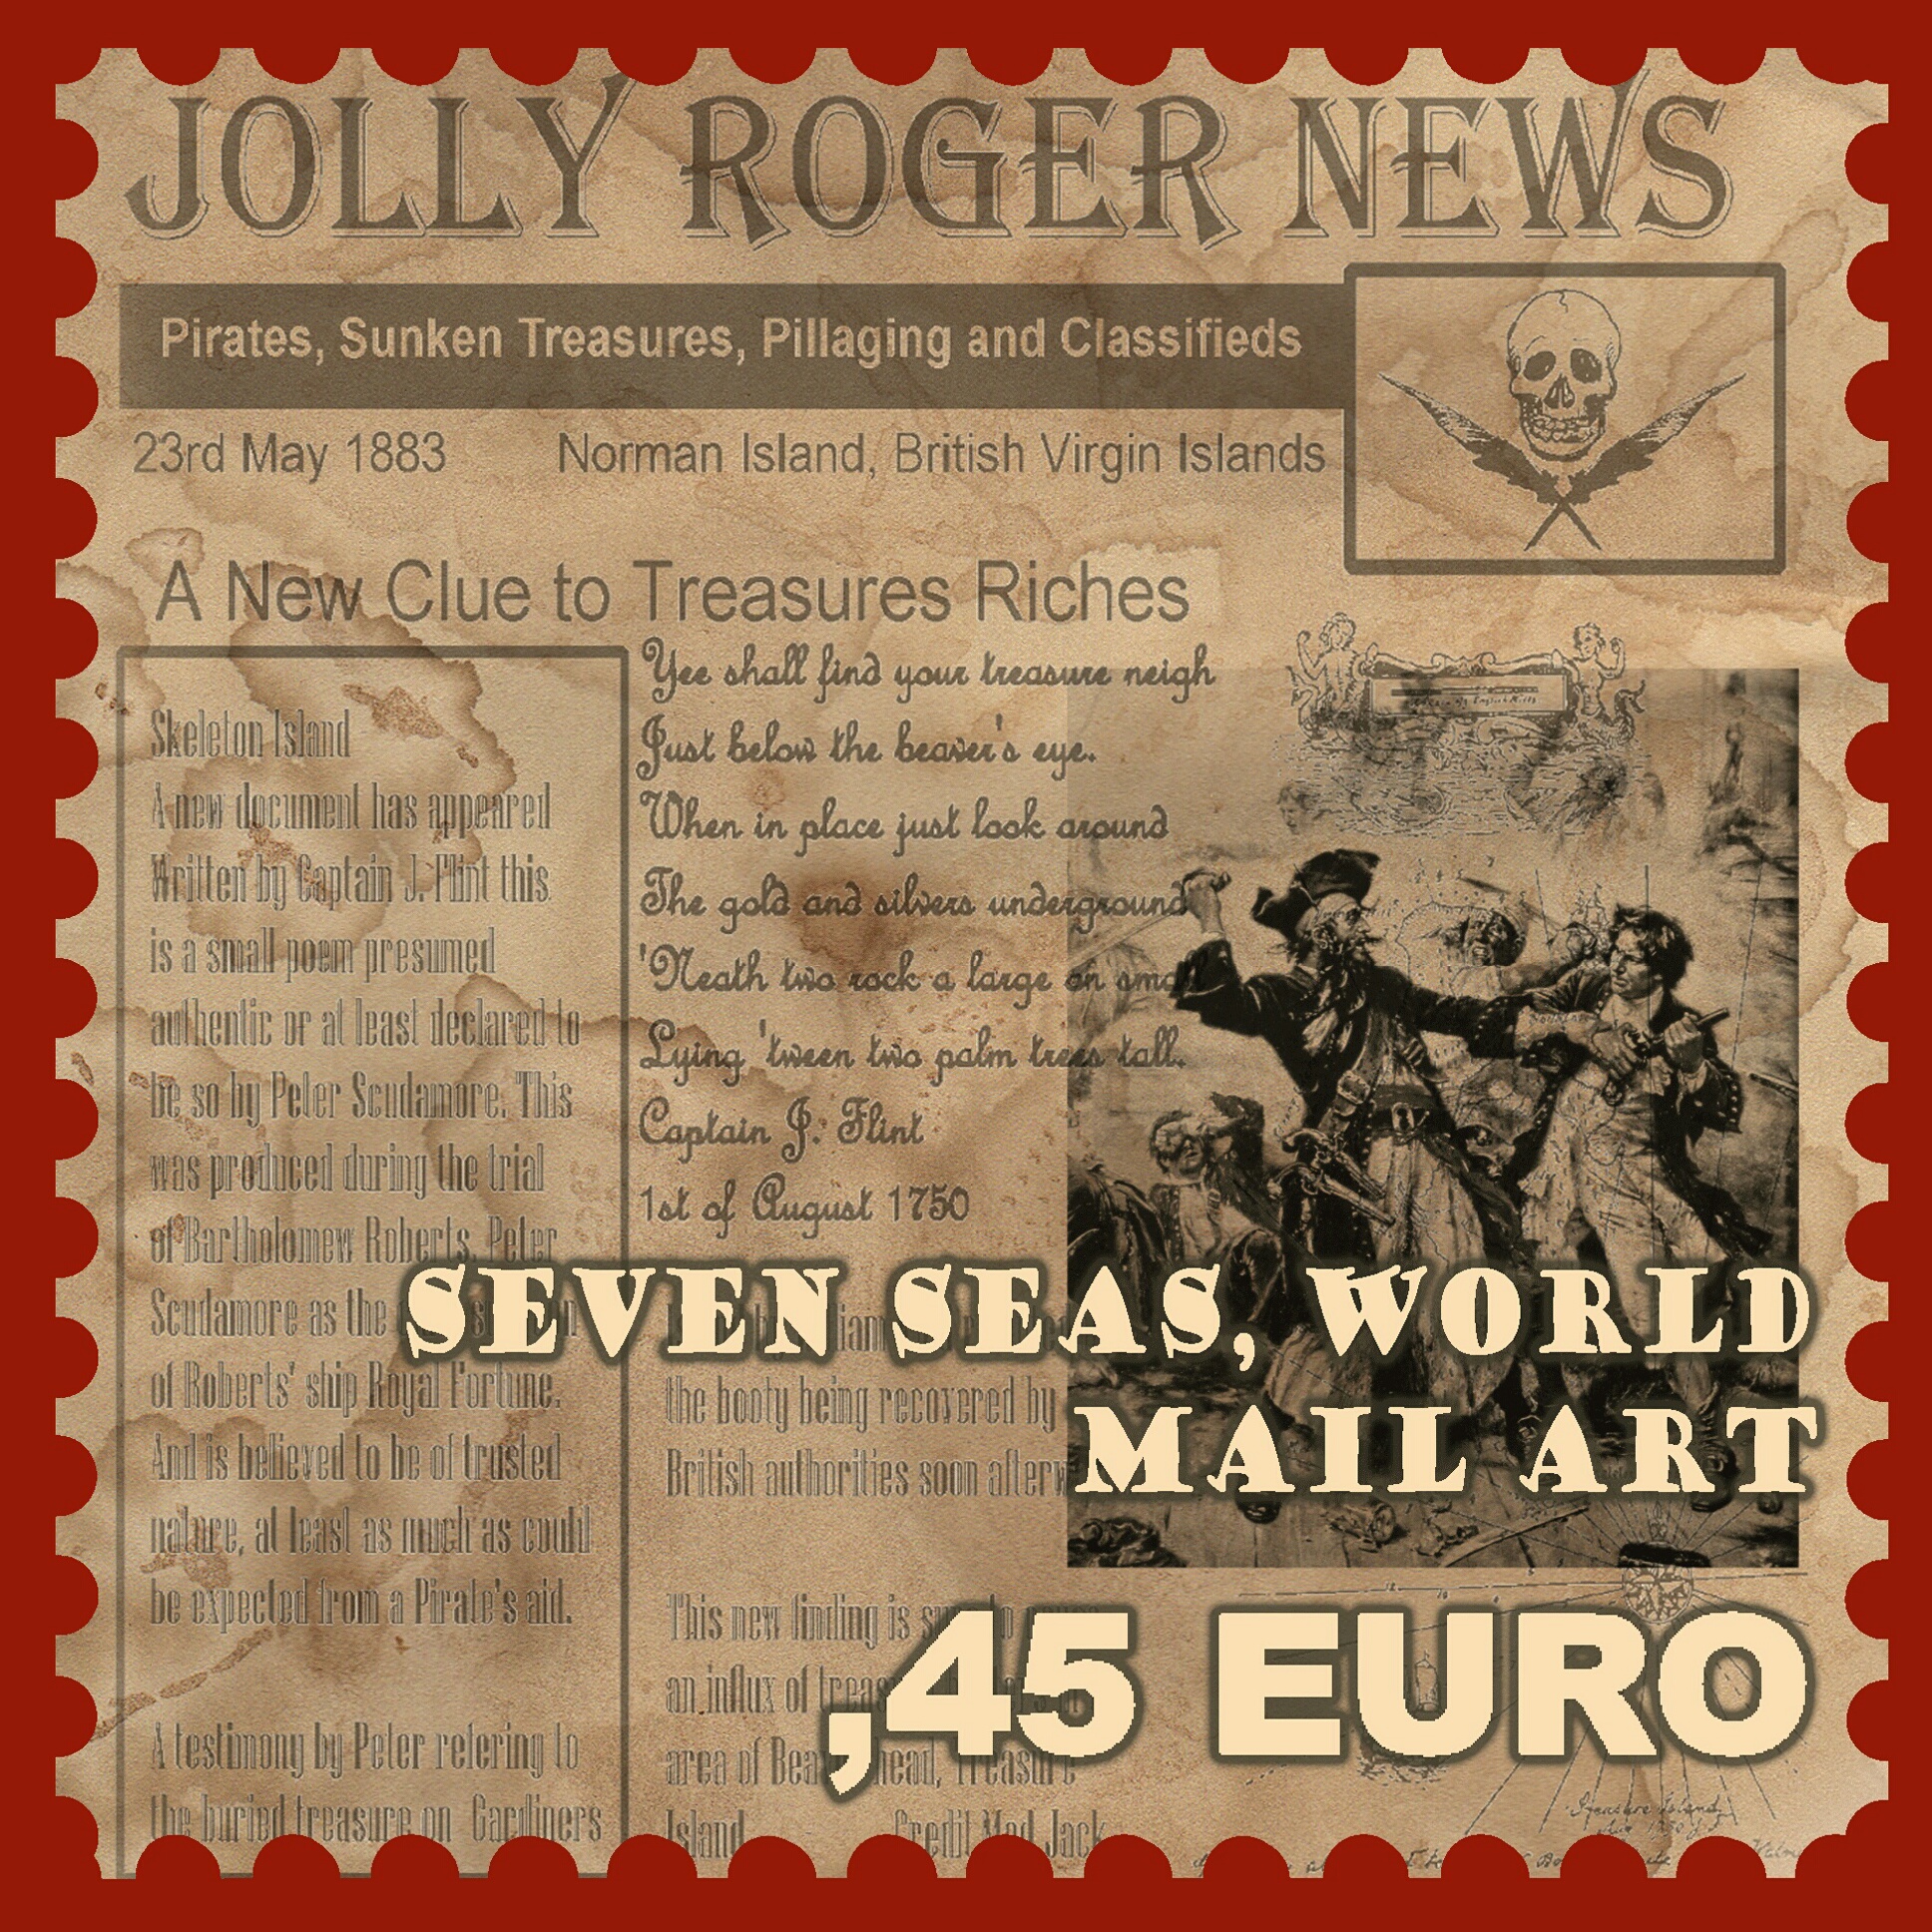 JOLLY ROGER NEWS
Pirates, Sunken Treasures, Pillaging and Classifieds
23rd May 1883 Norman Island, British Virgin Islands
A New Clue to Treasures Riches
Skeleton Island
A new document has appeared
Written by Captain J. Flint this
is a small poem presumed
authentic or at least declared to
be so by Peter Scudamore. This
was produced during the trial
of Bartholomew Roberts. Peter
Scudamore as the
of Roberts' ship Royal Fortune.
And is believed to be of trusted
nature, at least as much as could
be expected from a Pirate's aid.
A testimony by Peter refering to
the buried treasure on Gardiners
Yee shall find your treasure neigh
Just below the beaver's eye.
When in place just look around
The gold and silvers underground
'Neath two rock a large on small
Lying 'tween two palm trees tall.
Captain J. Flint
1st of August 1750
the booty being recovered by
British authorities soon
This new finding is
an influx of
area of
Island Credit Mad Jack
SEVEN SEAS, WORLD
MAIL ART
,45 EURO
Treasure Island